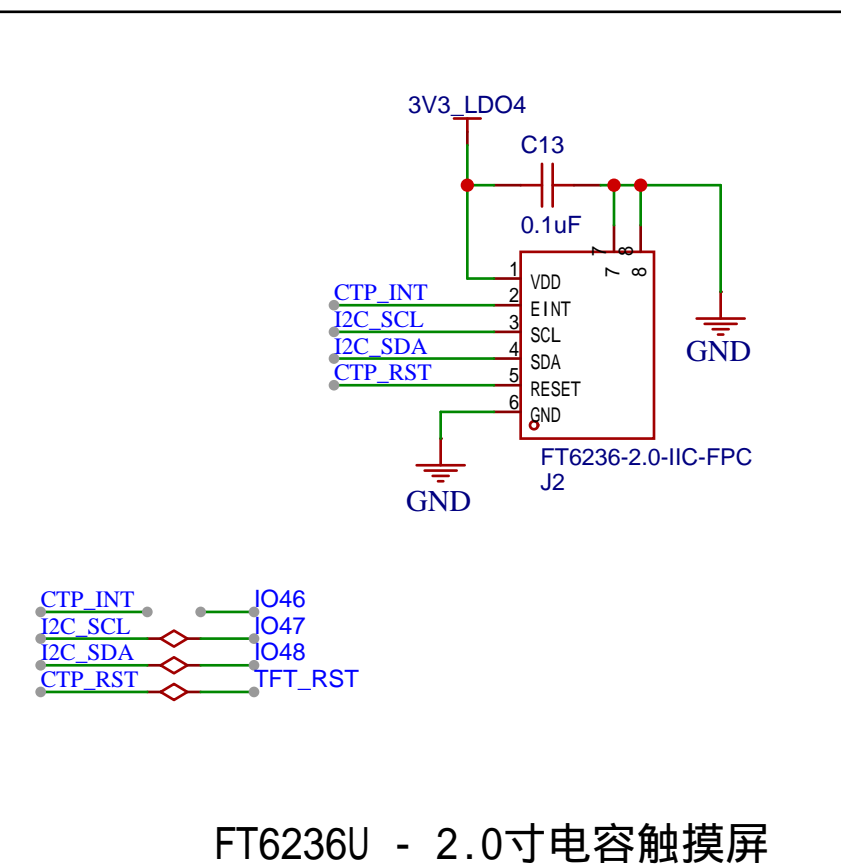 3V3_LDO4
C13
0.1uF
7
8
7
8
1
VDD
CTP_INT
2
EINT
I2C_SCL
3
SCL
I2C_SDA
4
SDA
CTP_RST
5
RESET
6
GND
GND
FT6236-2.0-IIC-FPC
J2
GND
CTP_INT
IO46
I2C_SCL
IO47
I2C_SDA
IO48
CTP_RST
TFT_RST
FT6236U - 2.0寸电容触摸屏